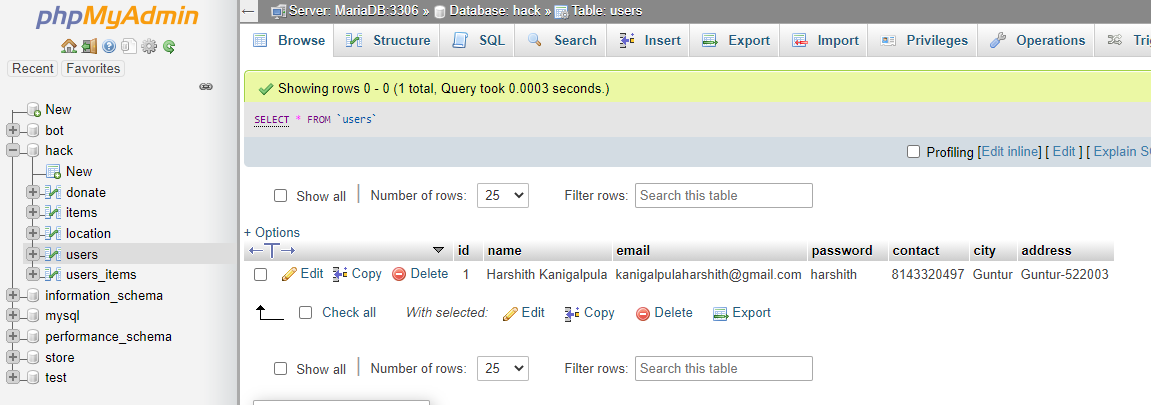 phpMyAdmin
Recent Favorites
New
bot
hack
New
donate
items
location
users
users_items
information_schema
mysql
performance_schema
store
test
Server: MariaDB:3306 » Database: hack » Table: users
Browse Structure SQL Search Insert Export Import Privileges Operations Tri
Showing rows 0 - 0 (1 total, Query took 0.0003 seconds.)
SELECT * FROM `users`
Profiling [Edit inline] [ Edit ] [ Explain S
Show all Number of rows: 25 Filter rows: Search this table
+ Options
←T→ id name email password contact city address
Edit Copy Delete 1 Harshith Kanigalpula kanigalpulaharshith@gmail.com harshith 8143320497 Guntur Guntur-522003
Check all With selected: Edit Copy Delete Export
Show all Number of rows: 25 Filter rows: Search this table